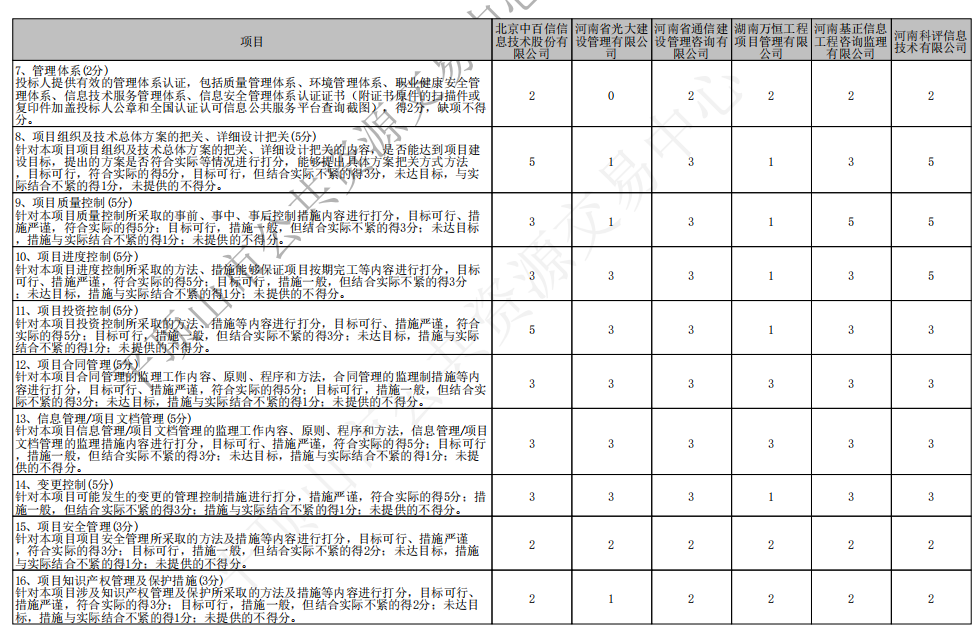 项目
北京中百信信
息技术股份有
限公司
河南省光大建
设管理有限公
司
河南省通信建
设管理咨询有
限公司
湖南万恒工程
项目管理有限
公司
河南基正信息
工程咨询监理
有限公司
河南科评信息
技术有限公司
7、管理体系(2分)
投标人提供有效的管理体系认证，包括质量管理体系、环境管理体系、职业健康安全管
理体系、信息技术服务管理体系、信息安全管理体系认证证书（附证书原件的扫描件或
复印件加盖投标人公章和全国认证认可信息公共服务平台查询截图），得2分，缺项不得
分。
2 0 2 2 2 2
8、项目组织及技术总体方案的把关、详细设计把关(5分)
针对本项目项目组织及技术总体方案的把关、详细设计把关的内容，是否能达到项目建
设目标，提出的方案是否符合实际等情况进行打分，能够提出具体方案把关方式方法
，目标可行，符合实际的得5分，目标可行，但结合实际不紧的得3分，未达目标，与实
际结合不紧的得1分，未提供的不得分。
5 1 3 1 3 5
9、项目质量控制(5分)
针对本项目质量控制所采取的事前、事中、事后控制措施内容进行打分，目标可行、措
施严谨，符合实际的得5分；目标可行，措施一般，但结合实际不紧的得3分；未达目标
，措施与实际结合不紧的得1分；未提供的不得分。
3 1 3 1 5 5
10、项目进度控制(5分)
针对本项目进度控制所采取的方法、措施能够保证项目按期完工等内容进行打分，目标
可行、措施严谨，符合实际的得5分；目标可行，措施一般，但结合实际不紧的得3分
；未达目标，措施与实际结合不紧的得1分；未提供的不得分。
3 3 3 1 3 5
11、项目投资控制(5分)
针对本项目投资控制所采取的方法、措施等内容进行打分，目标可行、措施严谨，符合
实际的得5分；目标可行，措施一般，但结合实际不紧的得3分；未达目标，措施与实际
结合不紧的得1分；未提供的不得分。
5 3 3 1 3 3
12、项目合同管理(5分)
针对本项目合同管理的监理工作内容、原则、程序和方法，合同管理的监理制措施等内
容进行打分，目标可行、措施严谨，符合实际的得5分；目标可行，措施一般，但结合实
际不紧的得3分；未达目标，措施与实际结合不紧的得1分；未提供的不得分。
3 3 3 3 3 3
13、信息管理/项目文档管理(5分)
针对本项目信息管理/项目文档管理的监理工作内容、原则、程序和方法，信息管理/项目
文档管理的监理措施内容进行打分，目标可行、措施严谨，符合实际的得5分；目标可行
，措施一般，但结合实际不紧的得3分；未达目标，措施与实际结合不紧的得1分；未提
供的不得分。
3 3 3 3 3 3
14、变更控制(5分)
针对本项目可能发生的变更的管理控制措施进行打分，措施严谨，符合实际的得5分；措
施一般，但结合实际不紧的得3分；措施与实际结合不紧的得1分；未提供的不得分。
3 3 3 1 3 3
15、项目安全管理(3分)
针对本项目项目安全管理所采取的方法及措施等内容进行打分，目标可行、措施严谨
，符合实际的得3分；目标可行，措施一般，但结合实际不紧的得2分；未达目标，措施
与实际结合不紧的得1分；未提供的不得分。
2 2 2 2 2 2
16、项目知识产权管理及保护措施(3分)
针对本项目涉及知识产权管理及保护所采取的方法及措施等内容进行打分，目标可行、
措施严谨，符合实际的得3分；目标可行，措施一般，但结合实际不紧的得2分；未达目
标，措施与实际结合不紧的得1分；未提供的不得分。
2 1 2 2 2 2
平顶山市公共资源交易中心
平顶山市公共资源交易中心